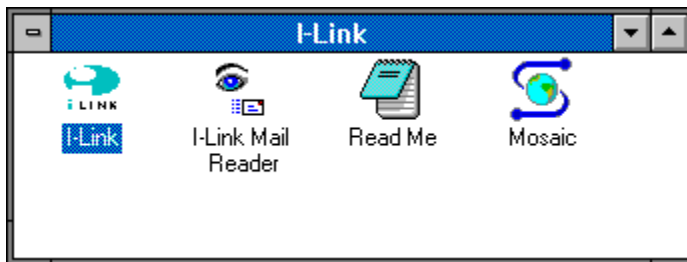 I-Link
i LINK
I-Link
I-Link Mail
Reader
Read Me
Mosaic